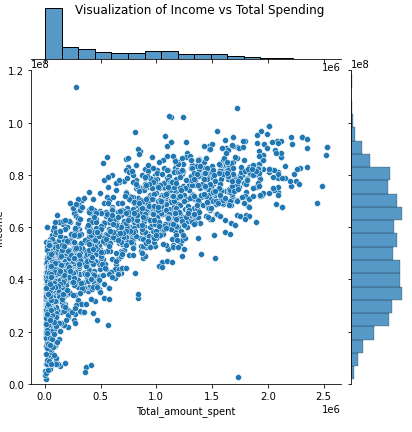 Visualization of Income vs Total Spending
1e6
1e8
1e8
1.2
1.0
0.8
0.6
0.4
0.2
0.0
Income
0.0
0.5
1.0
1.5
2.0
2.5
Total_amount_spent
1e6